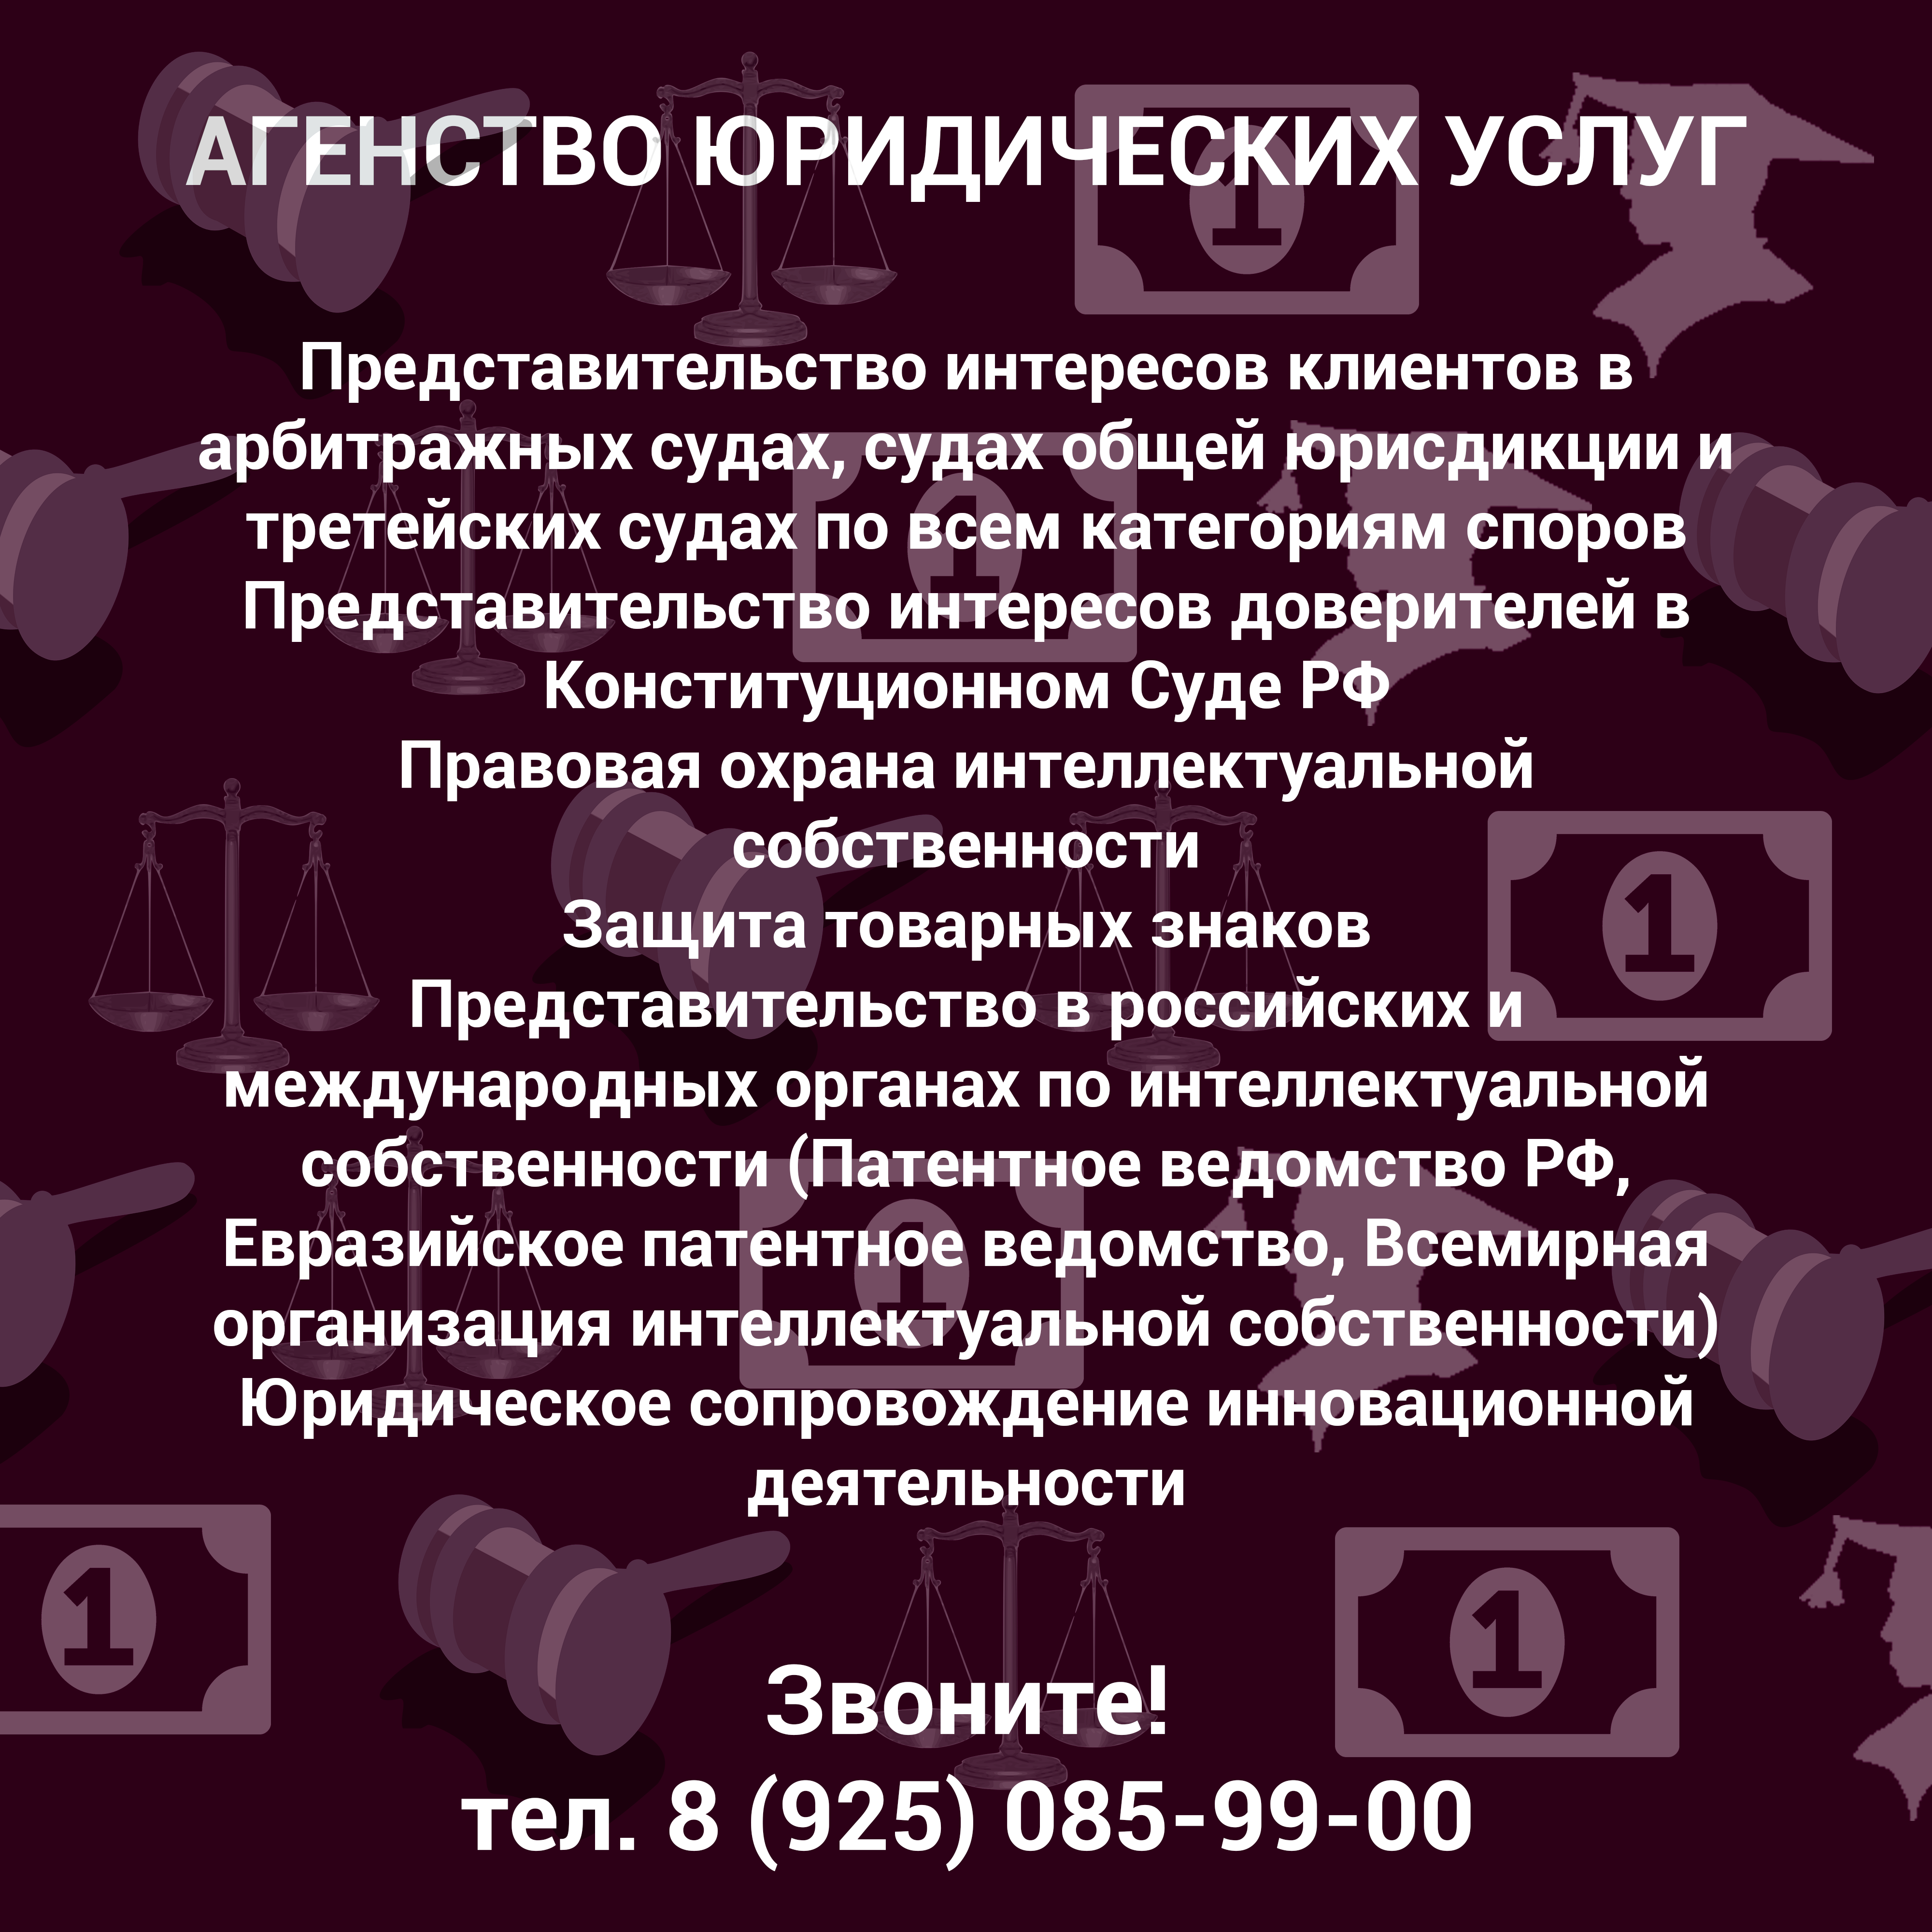 АГЕНСТВО ЮРИДИЧЕСКИХ УСЛУГ
Представительство интересов клиентов в
арбитражных судах, судах общей юрисдикции и
третейских судах по всем категориям споров
Представительство интересов доверителей в
Конституционном Суде РФ
Правовая охрана интеллектуальной
собственности
Защита товарных знаков
Представительство в российских и
международных органах по интеллектуальной
собственности (Патентное ведомство РФ,
Евразийское патентное ведомство, Всемирная
организация интеллектуальной собственности)
Юридическое сопровождение инновационной
деятельности
Звоните!
тел. 8 (925) 085-99-00